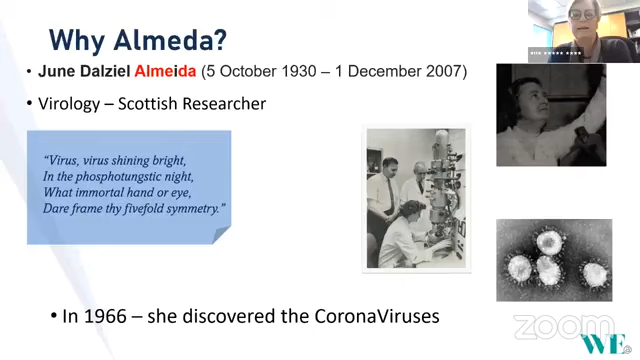 Why Almeda?
• June Dalziel Almeida (5 October 1930 – 1 December 2007)
• Virology – Scottish Researcher
“Virus, virus shining bright,
In the phosphotungstic night,
What immortal hand or eye,
Dare frame thy fivefold symmetry.”
• In 1966 – she discovered the CoronaViruses
zoom
WE@